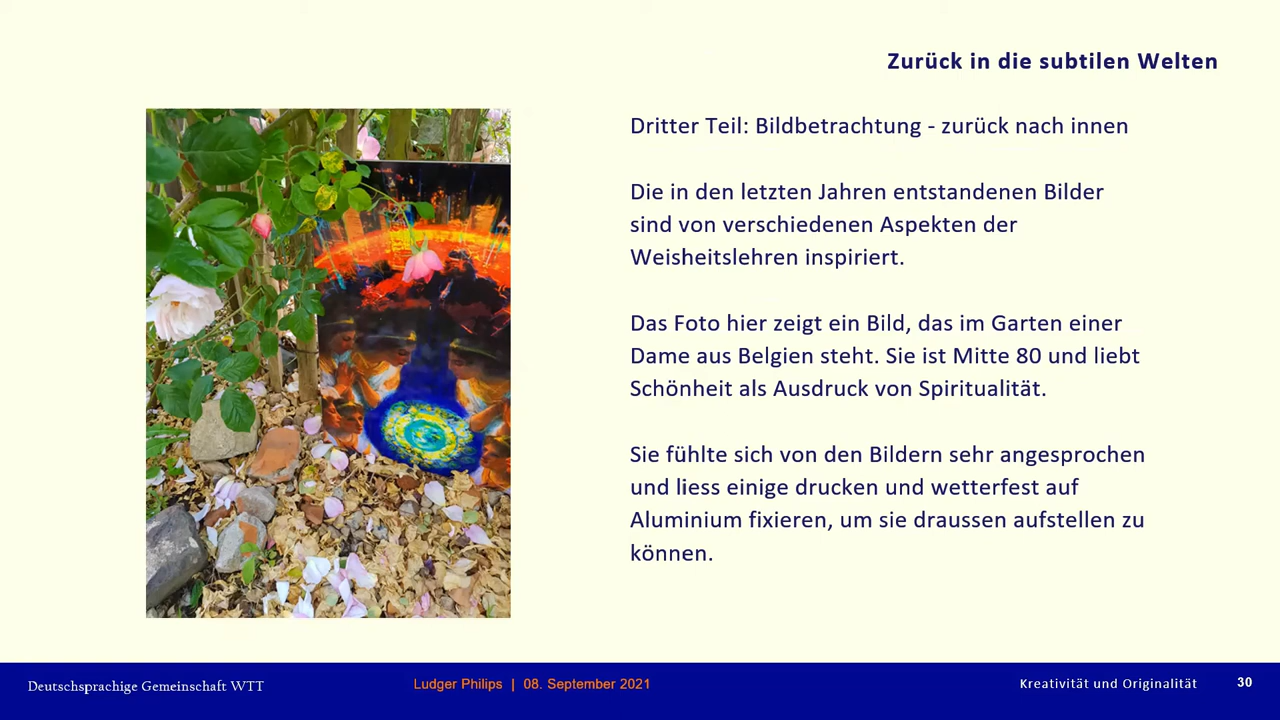 Zurück in die subtilen Welten
Dritter Teil: Bildbetrachtung - zurück nach innen
Die in den letzten Jahren entstandenen Bilder
sind von verschiedenen Aspekten der
Weisheitslehren inspiriert.
Das Foto hier zeigt ein Bild, das im Garten einer
Dame aus Belgien steht. Sie ist Mitte 80 und liebt
Schönheit als Ausdruck von Spiritualität.
Sie fühlte sich von den Bildern sehr angesprochen
und liess einige drucken und wetterfest auf
Aluminium fixieren, um sie draussen aufstellen zu
können.
Deutschsprachige Gemeinschaft WTT
Ludger Philips | 08. September 2021
Kreativität und Originalität
30